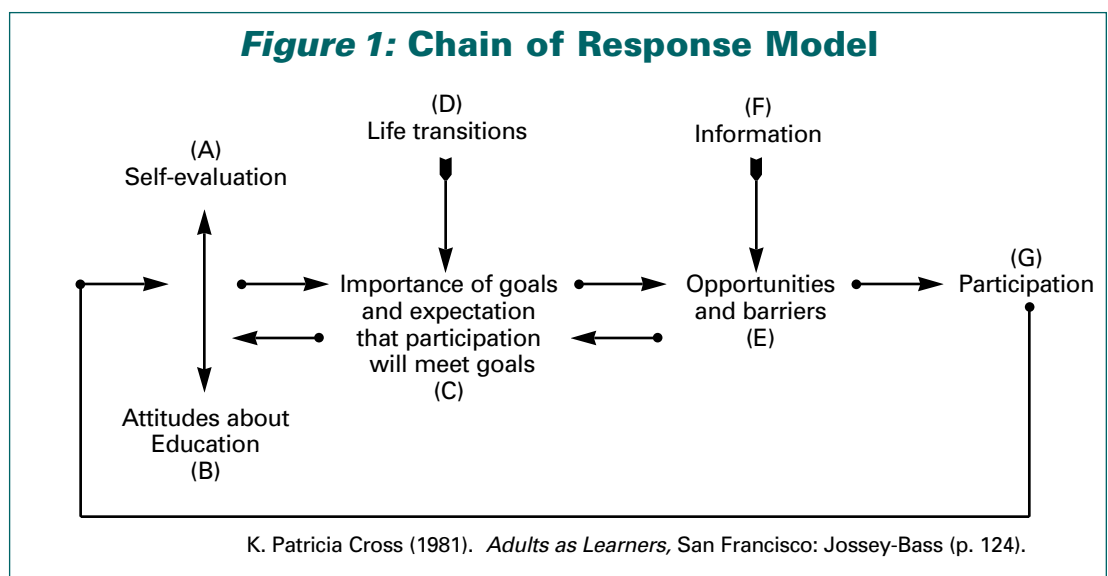 Figure 1: Chain of Response Model
(D)
Life transitions
(F)
Information
(A)
Self-evaluation
(G)
Participation
Importance of goals
and expectation
that participation
will meet goals
(C)
Opportunities
and barriers
(E)
Attitudes about
Education
(B)
K. Patricia Cross (1981). Adults as Learners, San Francisco: Jossey-Bass (p. 124).